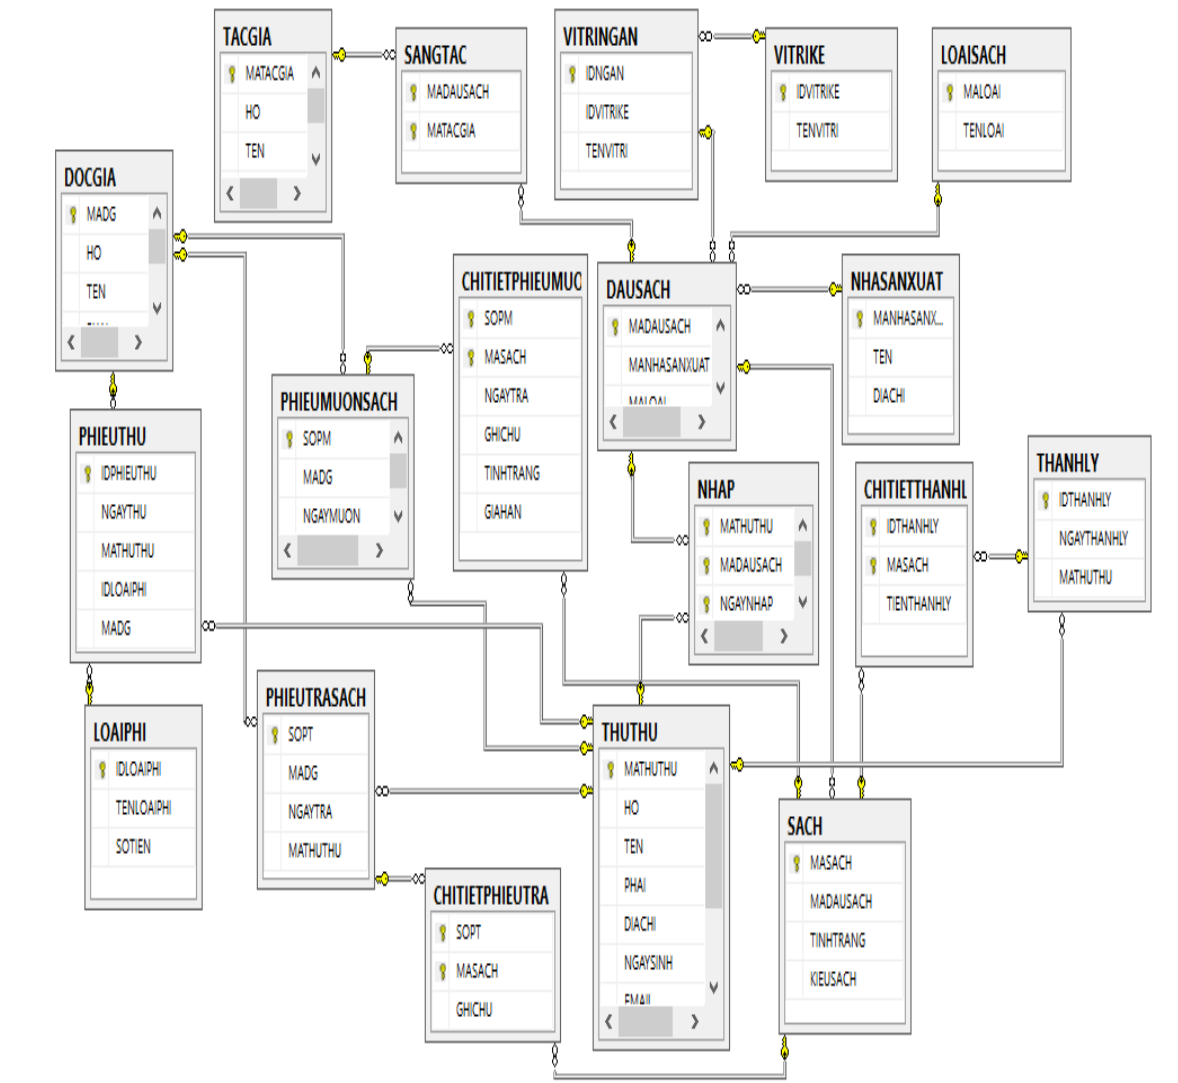 TACGIA
MATACGIA
HO
TEN
SANGTAC
MADAUSACH
MATACGIA
VITRINGAN
IDNGAN
IDVITRIKE
TENVITRI
VITRIKE
IDVITRIKE
TENVITRI
LOAISACH
MALOAI
TENLOAI
DOCGIA
MADG
HO
TEN
CHITIETPHIEUMUO
SOPM
MASACH
NGAYTRA
GHICHU
TINHTRANG
GIAHAN
DAUSACH
MADAUSACH
MANHASANXUAT
MALOAI
NHASANXUAT
MANHASANX...
TEN
DIACHI
PHIEUMUONSACH
SOPM
MADG
NGAYMUON
PHIEUTHU
IDPHIEUTHU
NGAYTHU
MATHUTHU
IDLOAIPHI
MADG
NHAP
MATHUTHU
MADAUSACH
NGAYNHAP
CHITIETTHANHL
IDTHANHLY
MASACH
TIENTHANHLY
THANHLY
IDTHANHLY
NGAYTHANHLY
MATHUTHU
LOAIPHI
IDLOAIPHI
TENLOAIPHI
SOTIEN
PHIEUTRASACH
SOPT
MADG
NGAYTRA
MATHUTHU
THUTHU
MATHUTHU
HO
TEN
PHAI
DIACHI
NGAYSINH
EMAIL
SACH
MASACH
MADAUSACH
TINHTRANG
KIEUSACH
CHITIETPHIEUTRA
SOPT
MASACH
GHICHU